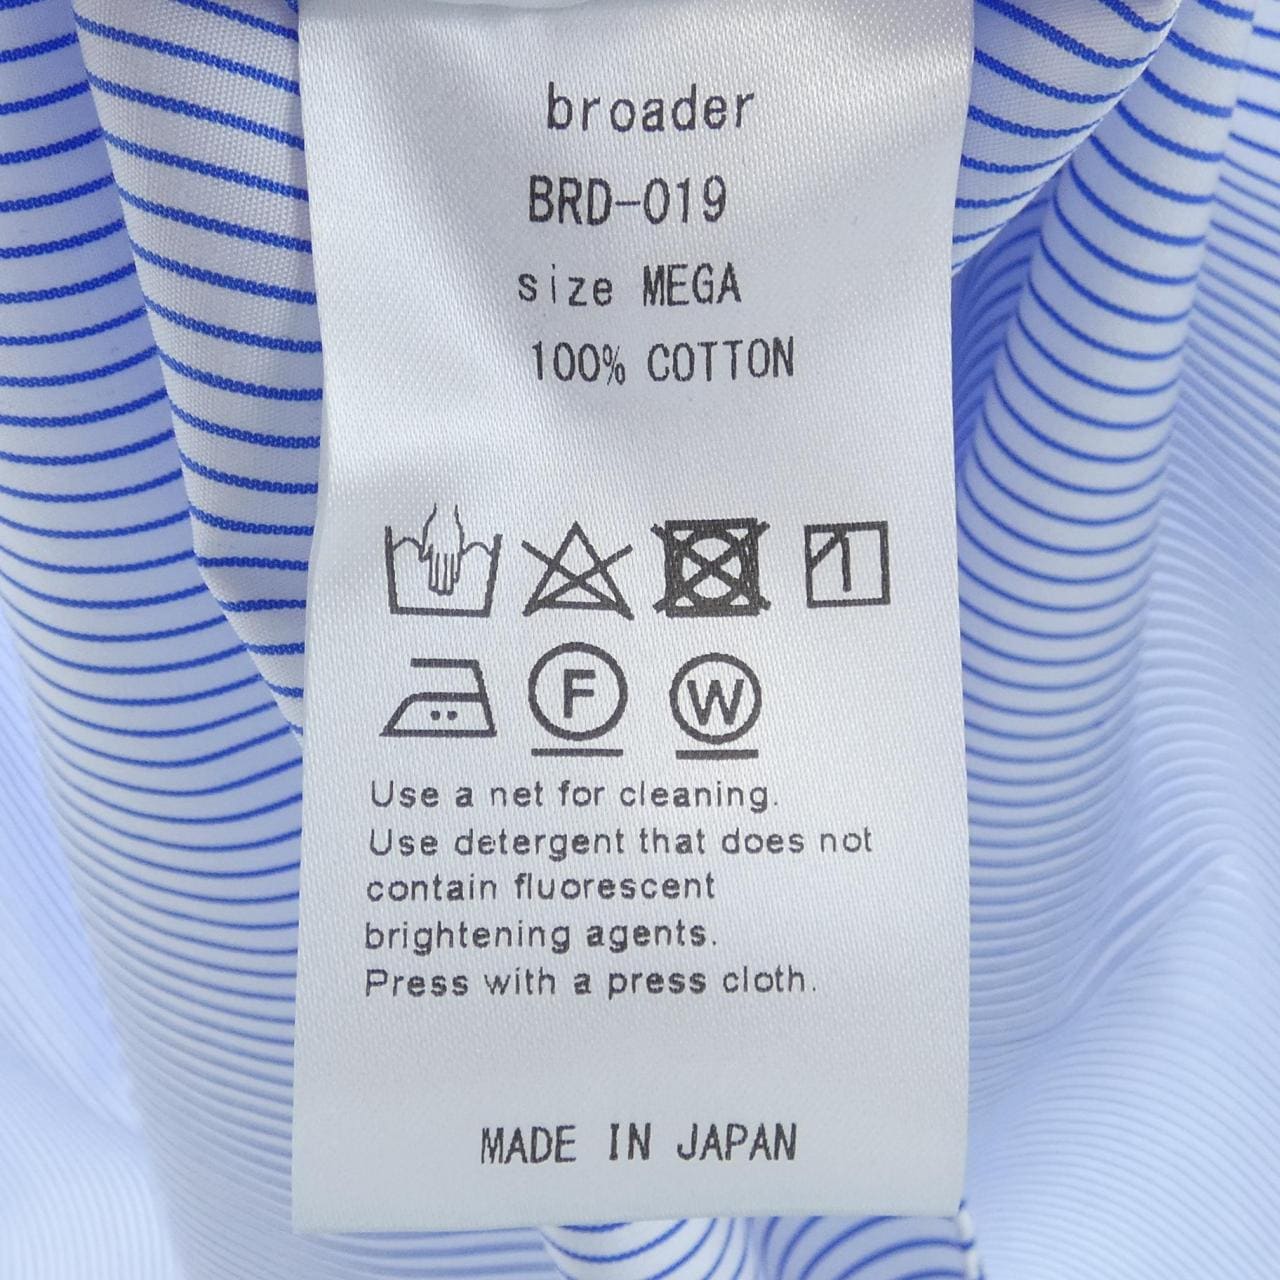 broader
BRD-019
size MEGA
100% COTTON
F W
Use a net for cleaning.
Use detergent that does not
contain fluorescent
brightening agents.
Press with a press cloth.
MADE IN JAPAN